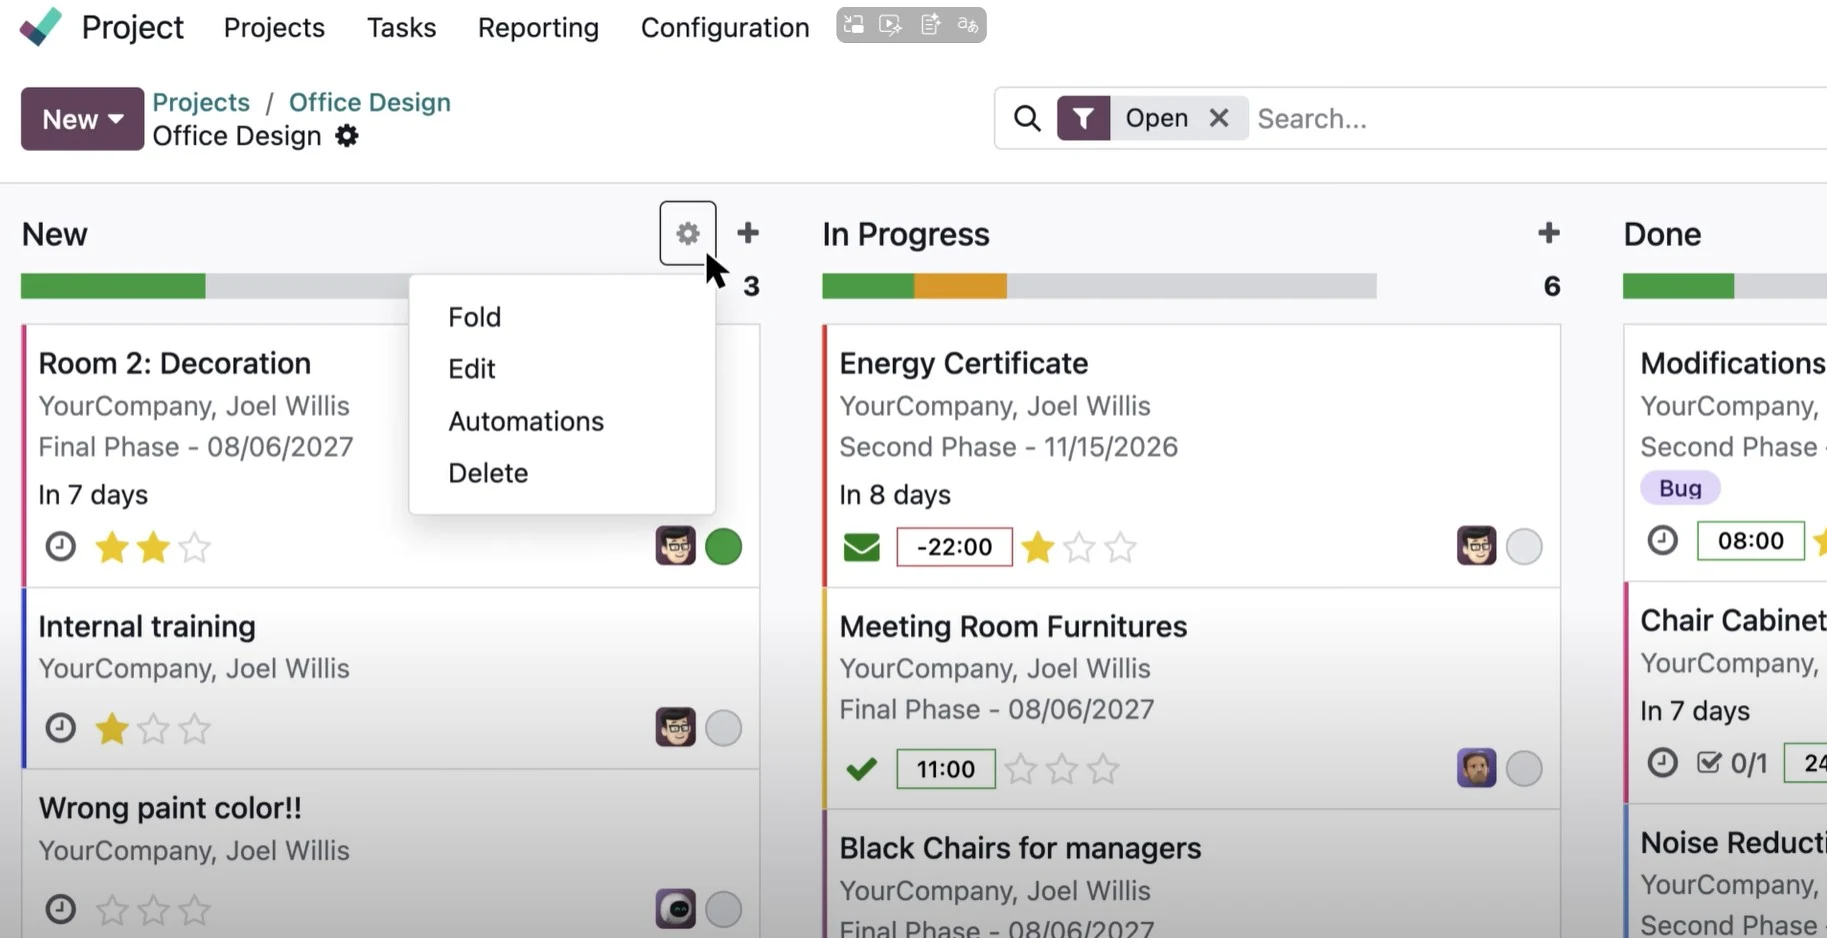 Project Projects Tasks Reporting Configuration
New
Projects / Office Design
Office Design
Open
Search...
New
3
Fold
Edit
Automations
Delete
Room 2: Decoration
YourCompany, Joel Willis
Final Phase - 08/06/2027
In 7 days
Internal training
YourCompany, Joel Willis
Wrong paint color!!
YourCompany, Joel Willis
In Progress
6
Energy Certificate
YourCompany, Joel Willis
Second Phase - 11/15/2026
In 8 days
-22:00
Meeting Room Furnitures
YourCompany, Joel Willis
Final Phase - 08/06/2027
11:00
Black Chairs for managers
YourCompany, Joel Willis
Final Phase - 08/06/2027
Done
Modifications
YourCompany,
Second Phase -
Bug
08:00
Chair Cabinet
YourCompany,
In 7 days
0/1 24
Noise Reducti
YourCompany,
Second Phase -